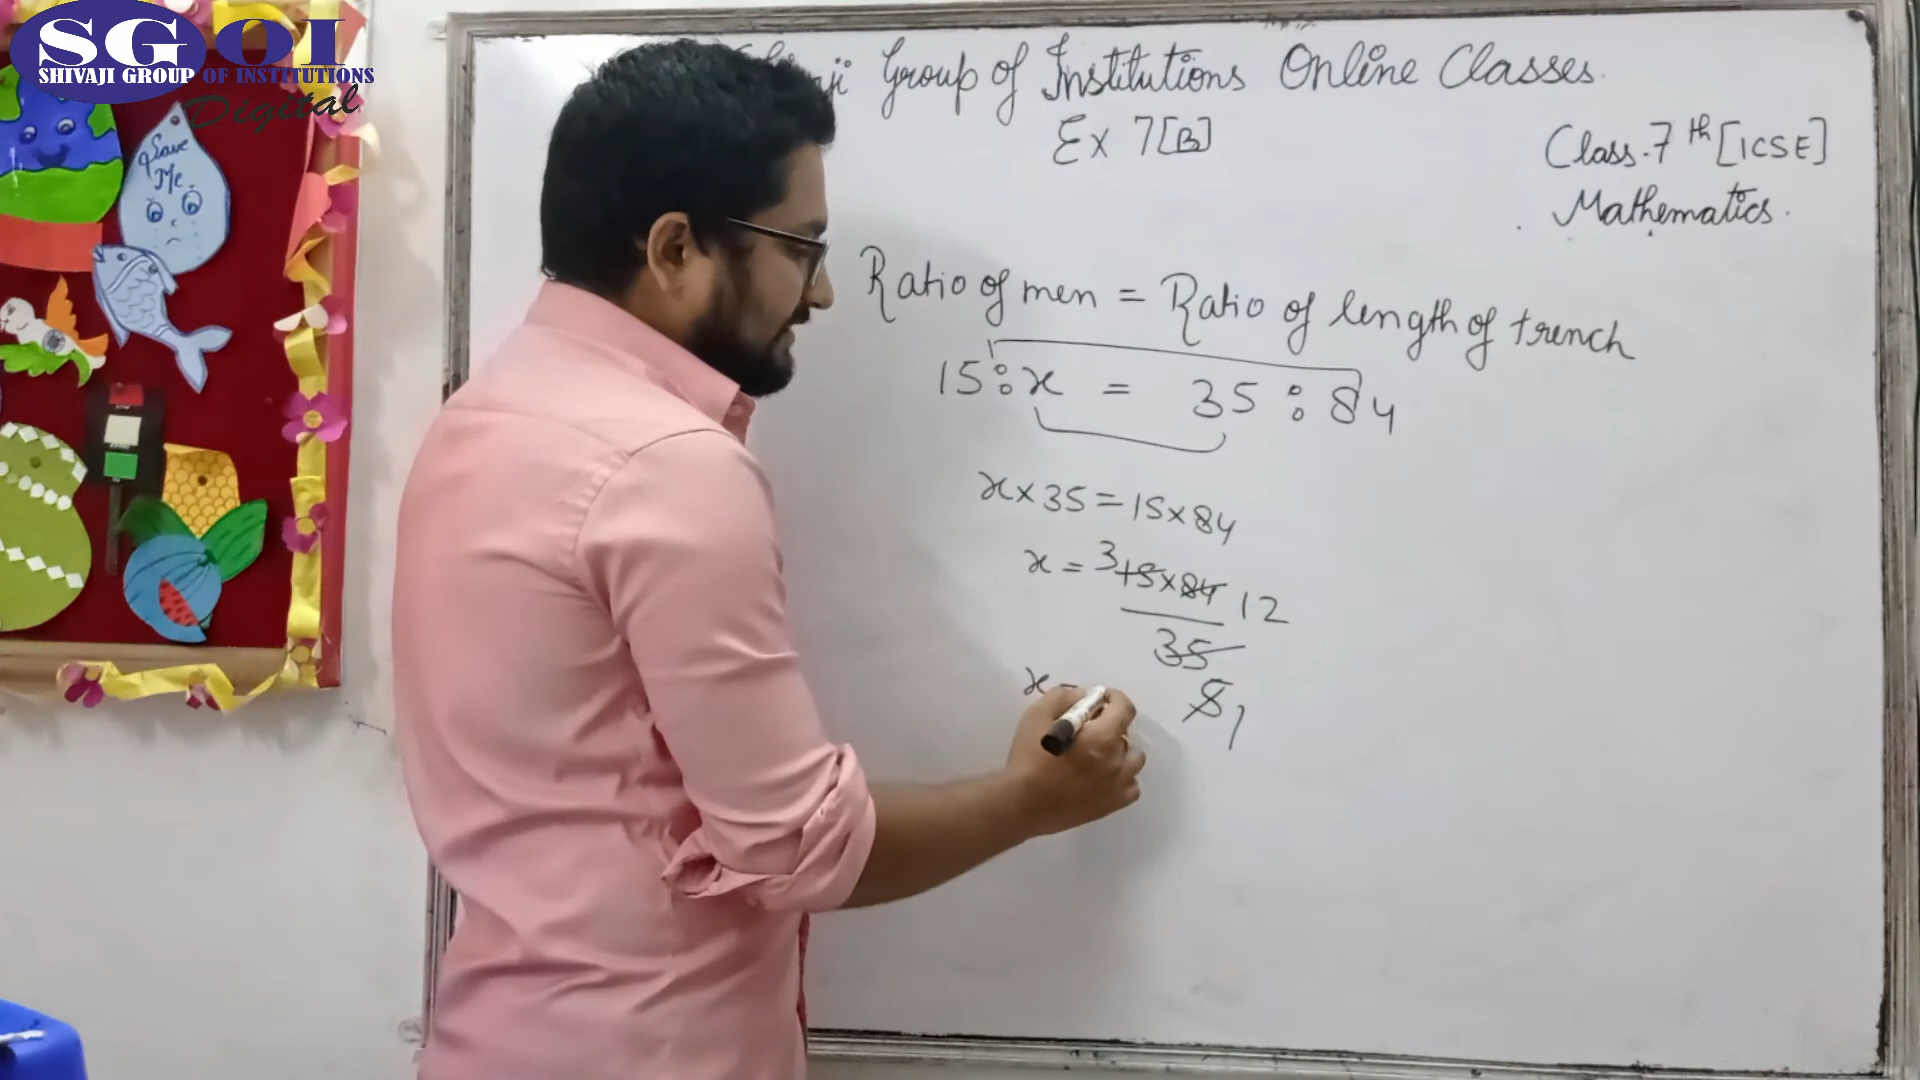 SGOI
SHIVAJI GROUP OF INSTITUTIONS
Digital
Save
Me.
Group of Institutions Online Classes.
Ex 7[B]
Class.7th [ICSE]
Mathematics.
Ratio of men = Ratio of length of trench
15 : x = 35 : 84
x × 35 = 15 × 84
x = 3 15 × 84 12
35
5 1
x =